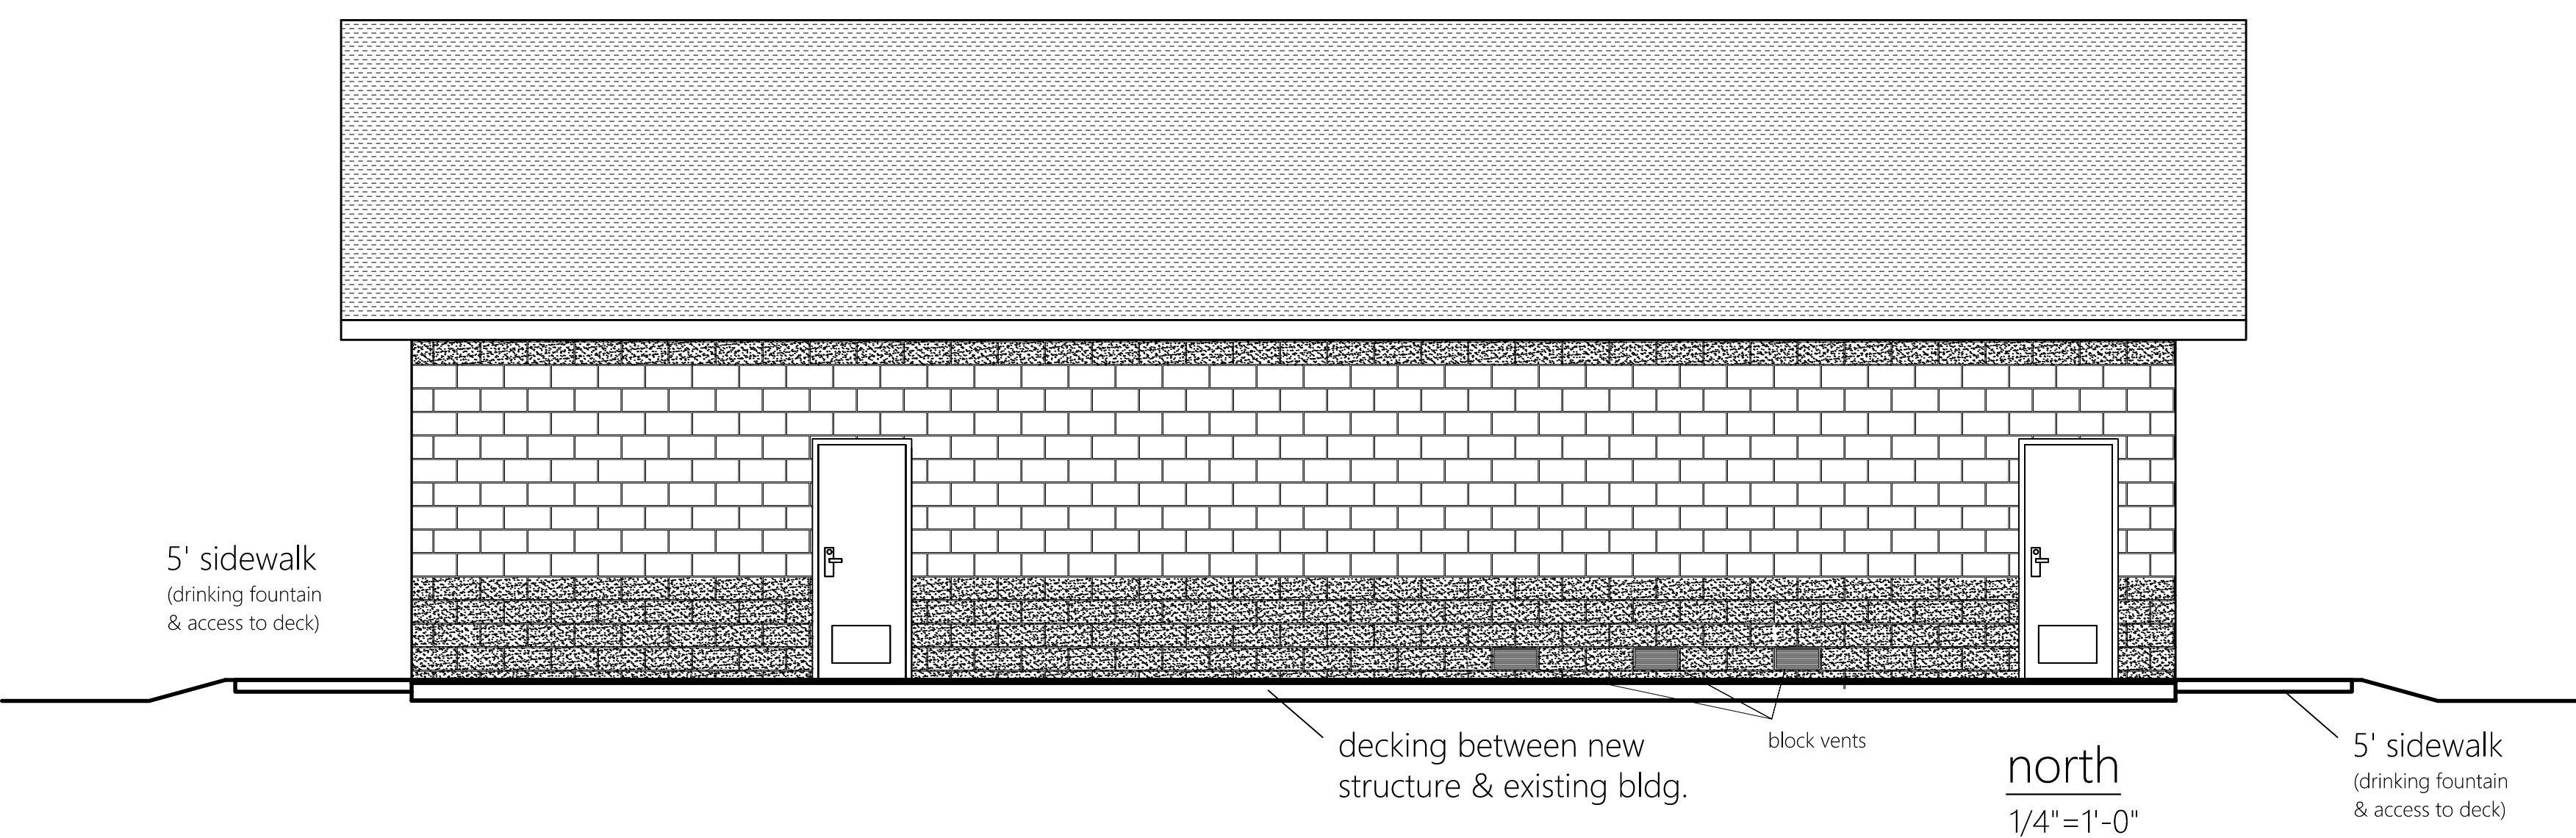 5' sidewalk
(drinking fountain
& access to deck)
decking between new
structure & existing bldg.
block vents
north
1/4"=1'-0"
5' sidewalk
(drinking fountain
& access to deck)